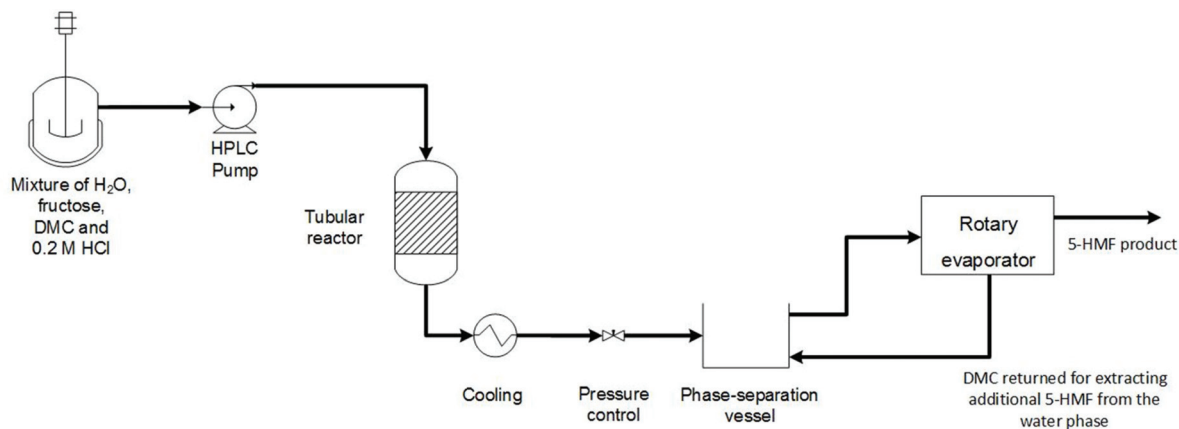 HPLC
Pump
Mixture of H₂O,
fructose,
DMC and
0.2 M HCl
Tubular
reactor
Rotary
evaporator
5-HMF product
Cooling
Pressure
control
Phase-separation
vessel
DMC returned for extracting
additional 5-HMF from the
water phase